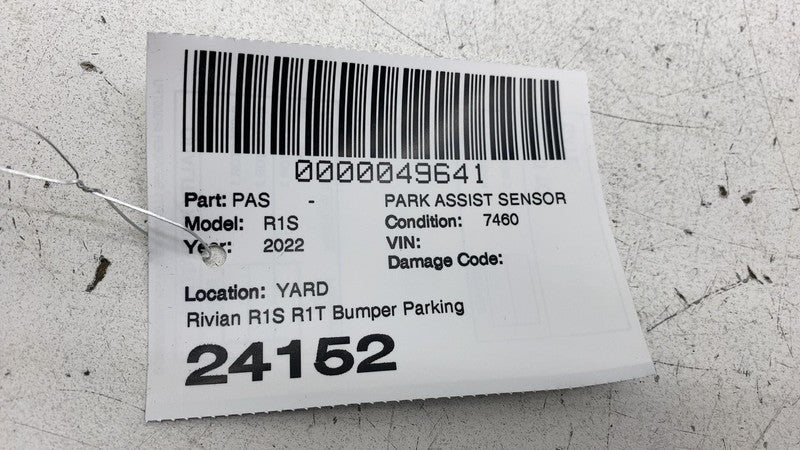 0000049641
Part: PAS - PARK ASSIST SENSOR
Model: R1S Condition: 7460
Year: 2022 VIN:
Damage Code:
Location: YARD
Rivian R1S R1T Bumper Parking
24152